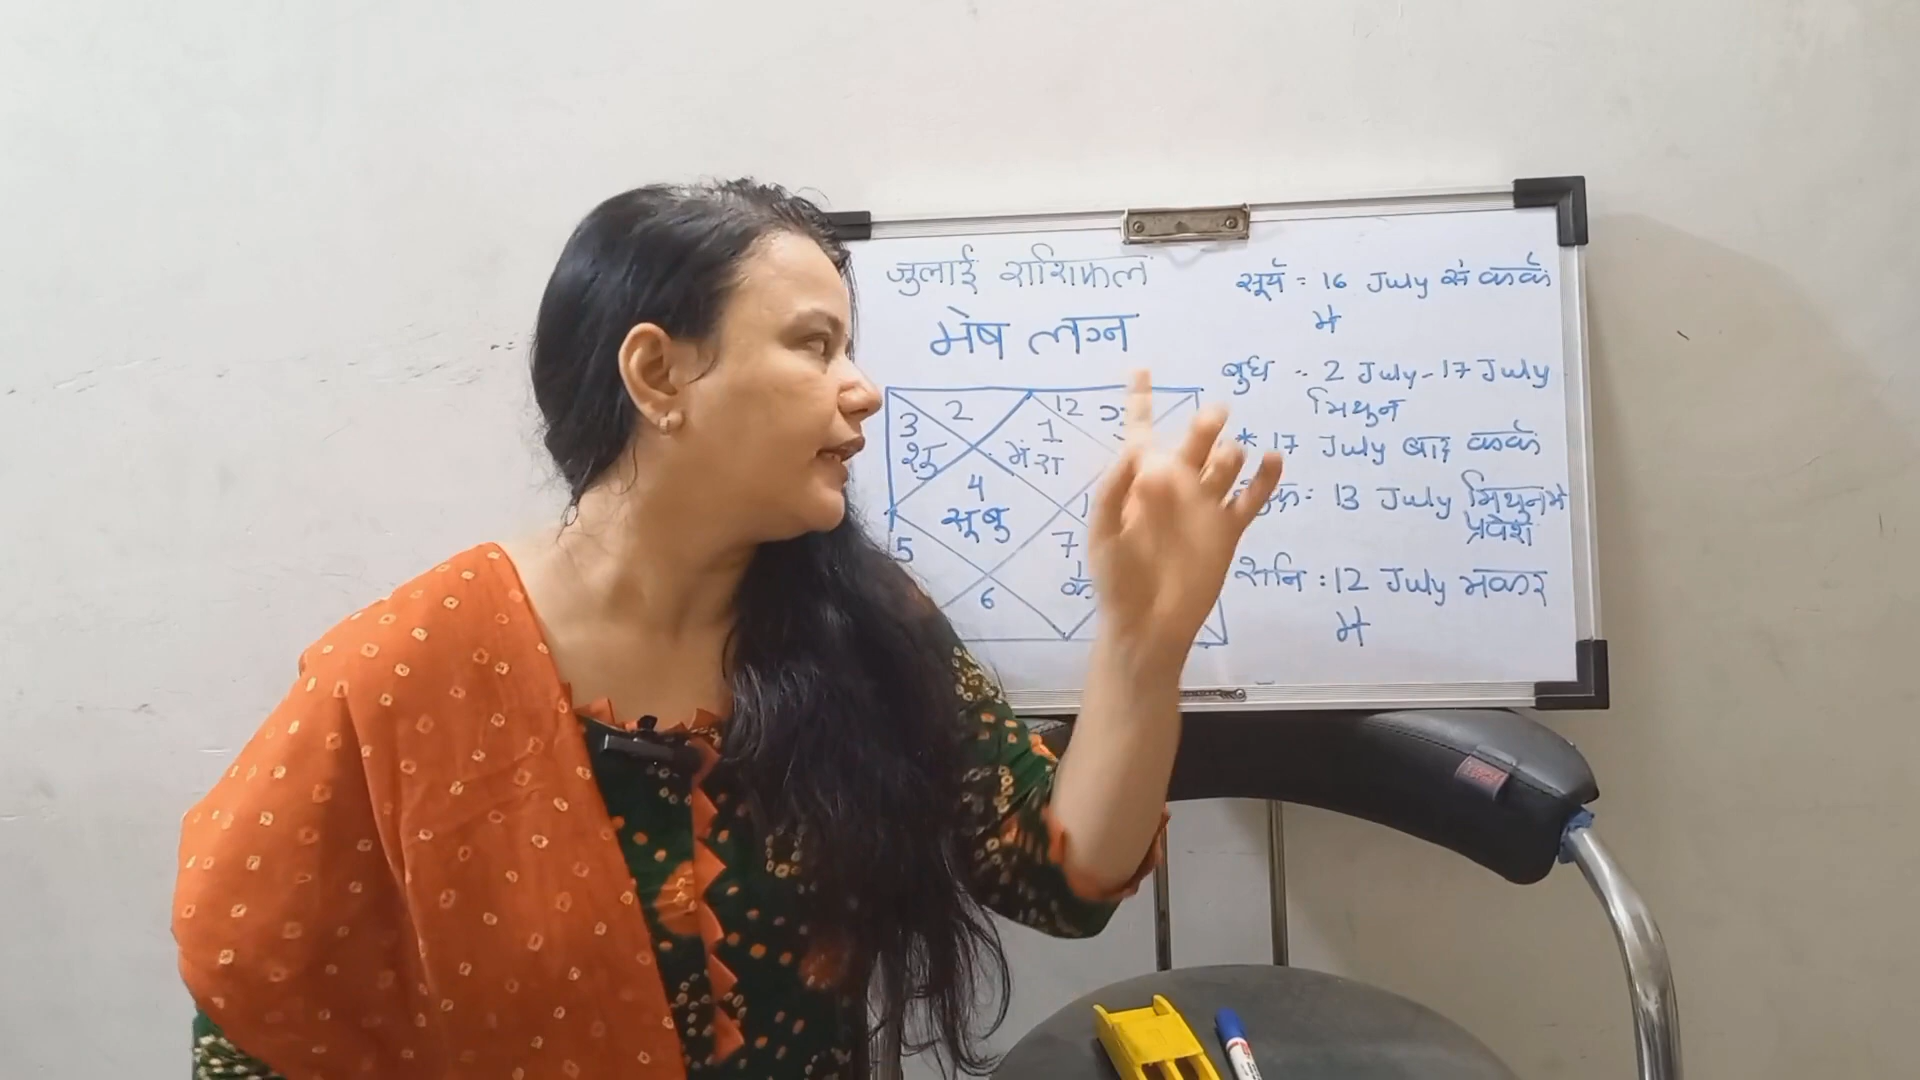 जुलाई राशिफल
मेष लग्न
3 2 12
शु 1
मं रा
4
सू बु
5 7
के
6
सूर्य = 16 July से कर्क
में
बुध - 2 July - 17 July
मिथुन
* 17 July बाद कर्क
13 July मिथुन मे
प्रवेश
शनि : 12 July मकर
में